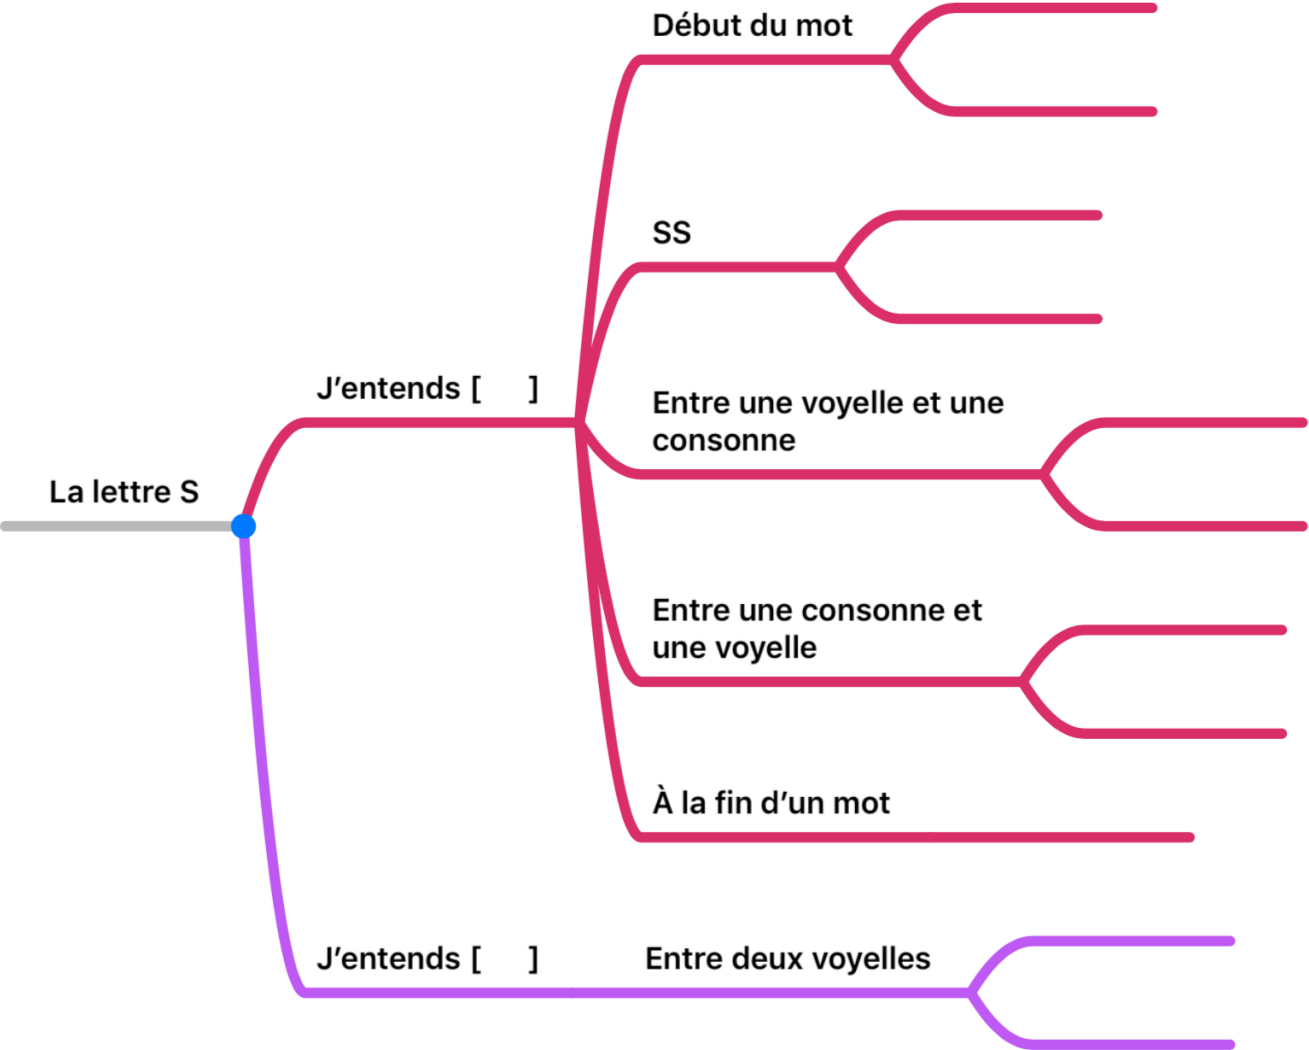 Début du mot
SS
J’entends [      ]
Entre une voyelle et une
consonne
La lettre S
Entre une consonne et
une voyelle
À la fin d’un mot
J’entends [      ]
Entre deux voyelles